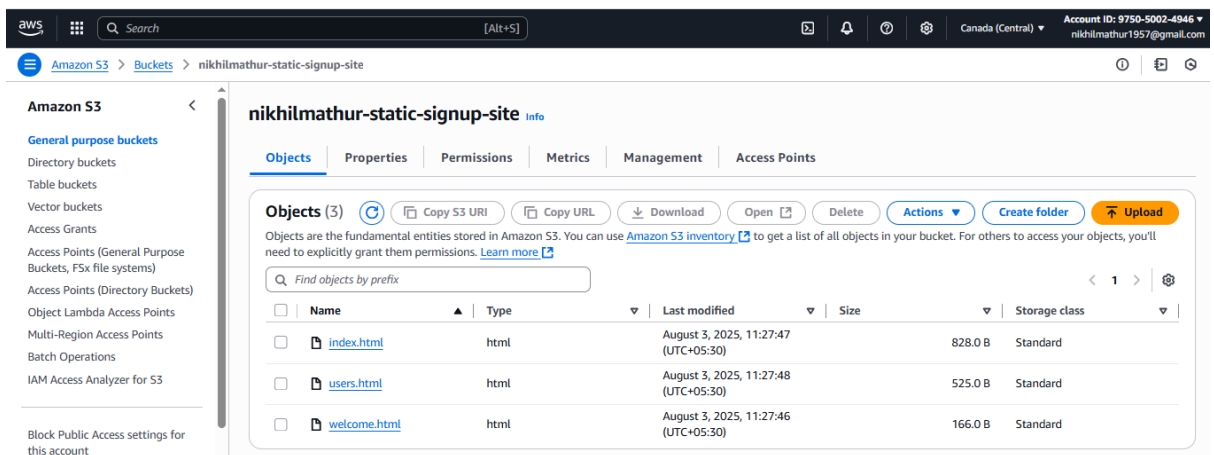 aws
Search [Alt+S]
Canada (Central) ▼
Account ID: 9750-5002-4946 ▼
nikhilmathur1957@gmail.com
Amazon S3 > Buckets > nikhilmathur-static-signup-site
Amazon S3
General purpose buckets
Directory buckets
Table buckets
Vector buckets
Access Grants
Access Points (General Purpose
Buckets, FSx file systems)
Access Points (Directory Buckets)
Object Lambda Access Points
Multi-Region Access Points
Batch Operations
IAM Access Analyzer for S3
Block Public Access settings for
this account
nikhilmathur-static-signup-site Info
Objects Properties Permissions Metrics Management Access Points
Objects (3) Copy S3 URI Copy URL Download Open Delete Actions ▼ Create folder Upload
Objects are the fundamental entities stored in Amazon S3. You can use Amazon S3 inventory to get a list of all objects in your bucket. For others to access your objects, you'll
need to explicitly grant them permissions. Learn more
Find objects by prefix
< 1 >
Name Type Last modified Size Storage class
index.html html August 3, 2025, 11:27:47 (UTC+05:30) 828.0 B Standard
users.html html August 3, 2025, 11:27:48 (UTC+05:30) 525.0 B Standard
welcome.html html August 3, 2025, 11:27:46 (UTC+05:30) 166.0 B Standard